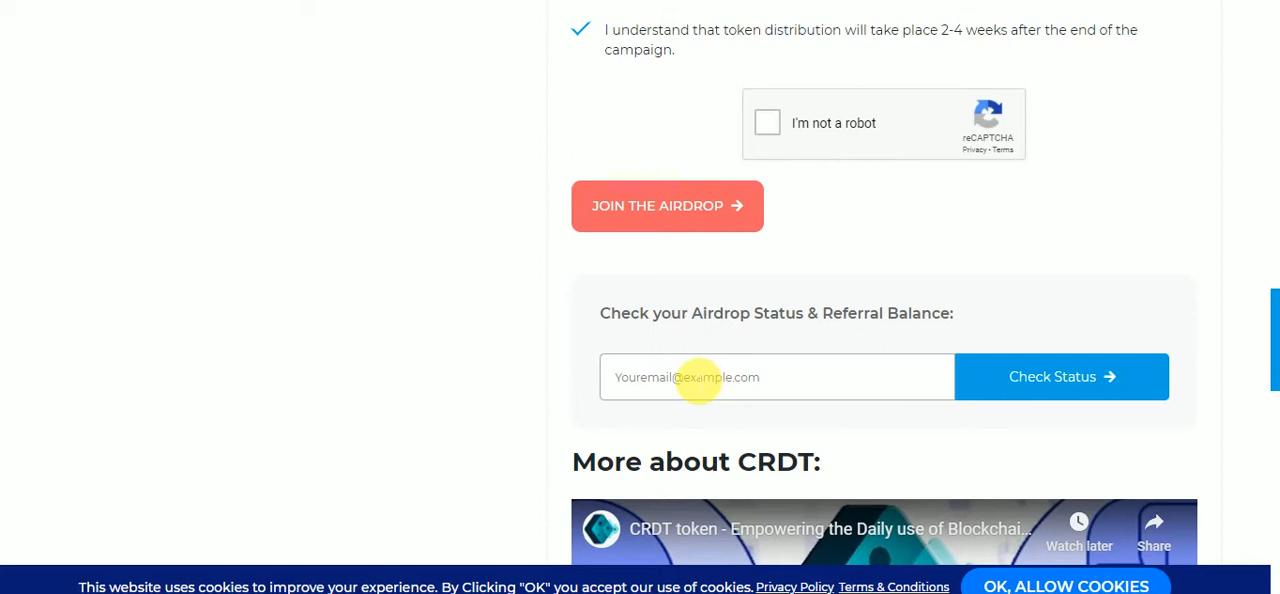 I understand that token distribution will take place 2-4 weeks after the end of the
campaign.
I'm not a robot
reCAPTCHA
Privacy • Terms
JOIN THE AIRDROP
Check your Airdrop Status & Referral Balance:
Youremail@example.com
Check Status
More about CRDT:
CRDT token - Empowering the Daily use of Blockchai...
Watch later
Share
This website uses cookies to improve your experience. By Clicking "OK" you accept our use of cookies. Privacy Policy Terms & Conditions
OK, ALLOW COOKIES